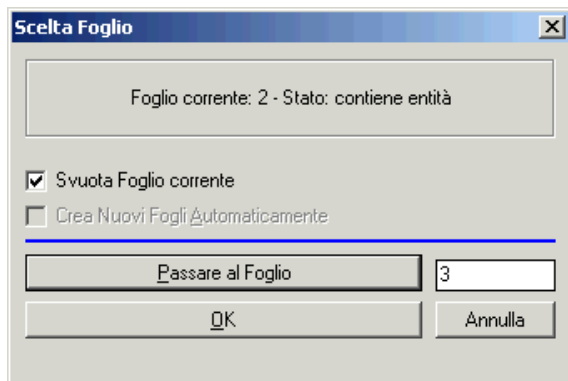 Scelta Foglio
Foglio corrente: 2 - Stato: contiene entità
Svuota Foglio corrente
Crea Nuovi Fogli Automaticamente
Passare al Foglio 3
OK Annulla